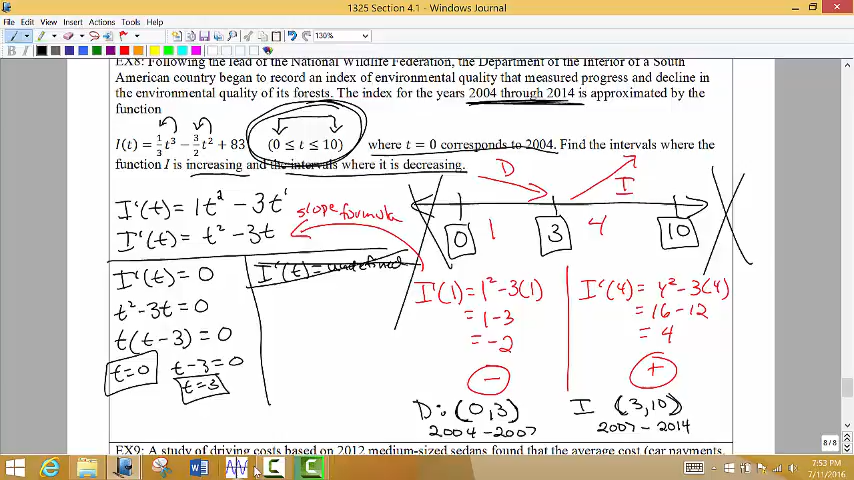 1325 Section 4.1 - Windows Journal
File Edit View Insert Actions Tools Help
130%
B I
EX8: Following the lead of the National Wildlife Federation, the Department of the Interior of a South
American country began to record an index of environmental quality that measured progress and decline in
the environmental quality of its forests. The index for the years 2004 through 2014 is approximated by the
function
I(t) = 1/3 t³ − 3/2 t² + 83 (0 ≤ t ≤ 10) where t = 0 corresponds to 2004. Find the intervals where the
function I is increasing and the intervals where it is decreasing.
D I
I'(t) = 1t² − 3t¹
slope formula
I'(t) = t² − 3t
0 1 3 4 10
I'(t) = 0
I'(t) = undefined
t² − 3t = 0
t(t − 3) = 0
t = 0 t − 3 = 0
t = 3
I'(1) = 1² − 3(1)
= 1 − 3
= −2
−
I'(4) = 4² − 3(4)
= 16 − 12
= 4
+
D: (0,3)
2004 − 2007
I (3,10)
2007 − 2014
EX9: A study of driving costs based on 2012 medium-sized sedans found that the average cost (car payments,
8/8
7:53 PM
7/11/2016